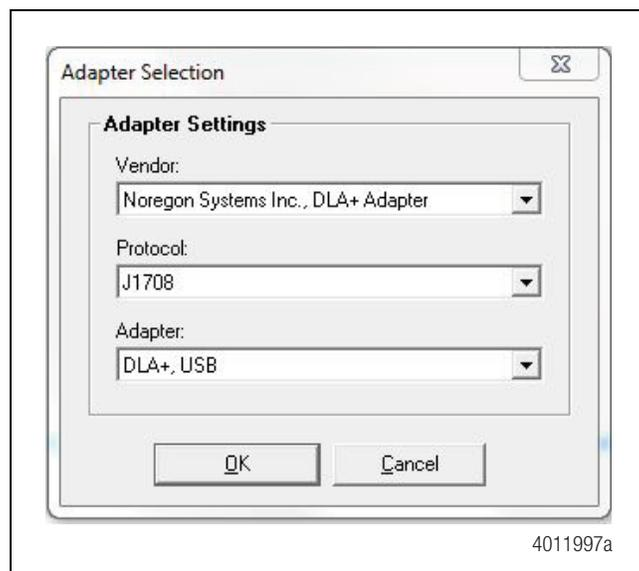 Adapter Selection
Adapter Settings
Vendor:
Noregon Systems Inc., DLA+ Adapter
Protocol:
J1708
Adapter:
DLA+, USB
OK Cancel
4011997a